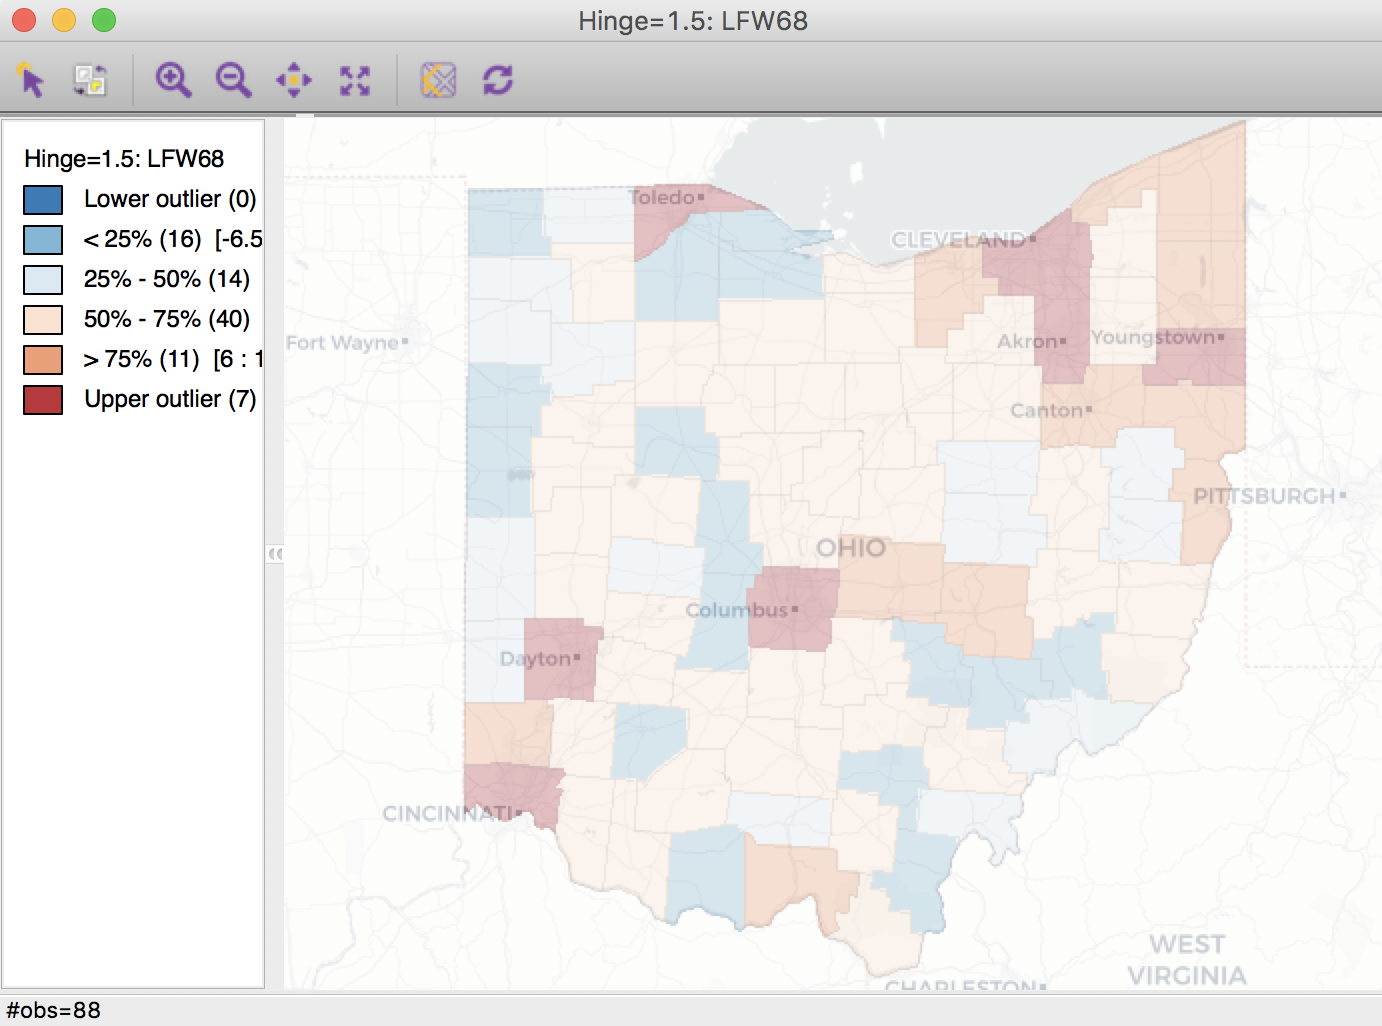 Hinge=1.5: LFW68
Hinge=1.5: LFW68
Lower outlier (0)
< 25% (16) [-6.5
25% - 50% (14)
50% - 75% (40)
> 75% (11) [6 : 1
Upper outlier (7)
Toledo
CLEVELAND
Fort Wayne
Akron
Youngstown
Canton
PITTSBURGH
OHIO
Columbus
Dayton
CINCINNATI
WEST
VIRGINIA
CHARLESTON
#obs=88